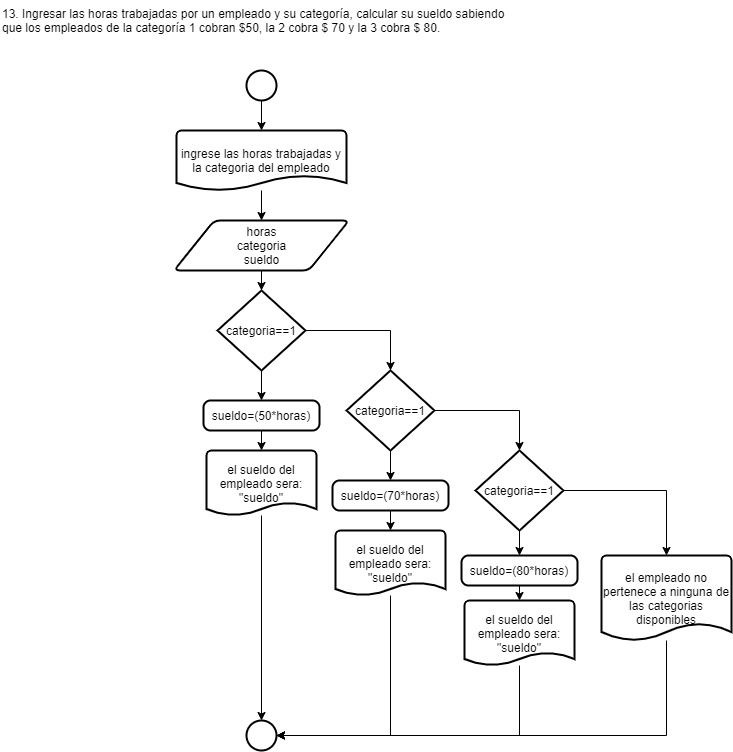 13. Ingresar las horas trabajadas por un empleado y su categoría, calcular su sueldo sabiendo
que los empleados de la categoría 1 cobran $50, la 2 cobra $ 70 y la 3 cobra $ 80.
ingrese las horas trabajadas y
la categoria del empleado
horas
categoria
sueldo
categoria==1
sueldo=(50*horas)
el sueldo del
empleado sera:
"sueldo"
categoria==1
sueldo=(70*horas)
el sueldo del
empleado sera:
"sueldo"
categoria==1
sueldo=(80*horas)
el sueldo del
empleado sera:
"sueldo"
el empleado no
pertenece a ninguna de
las categorias
disponibles